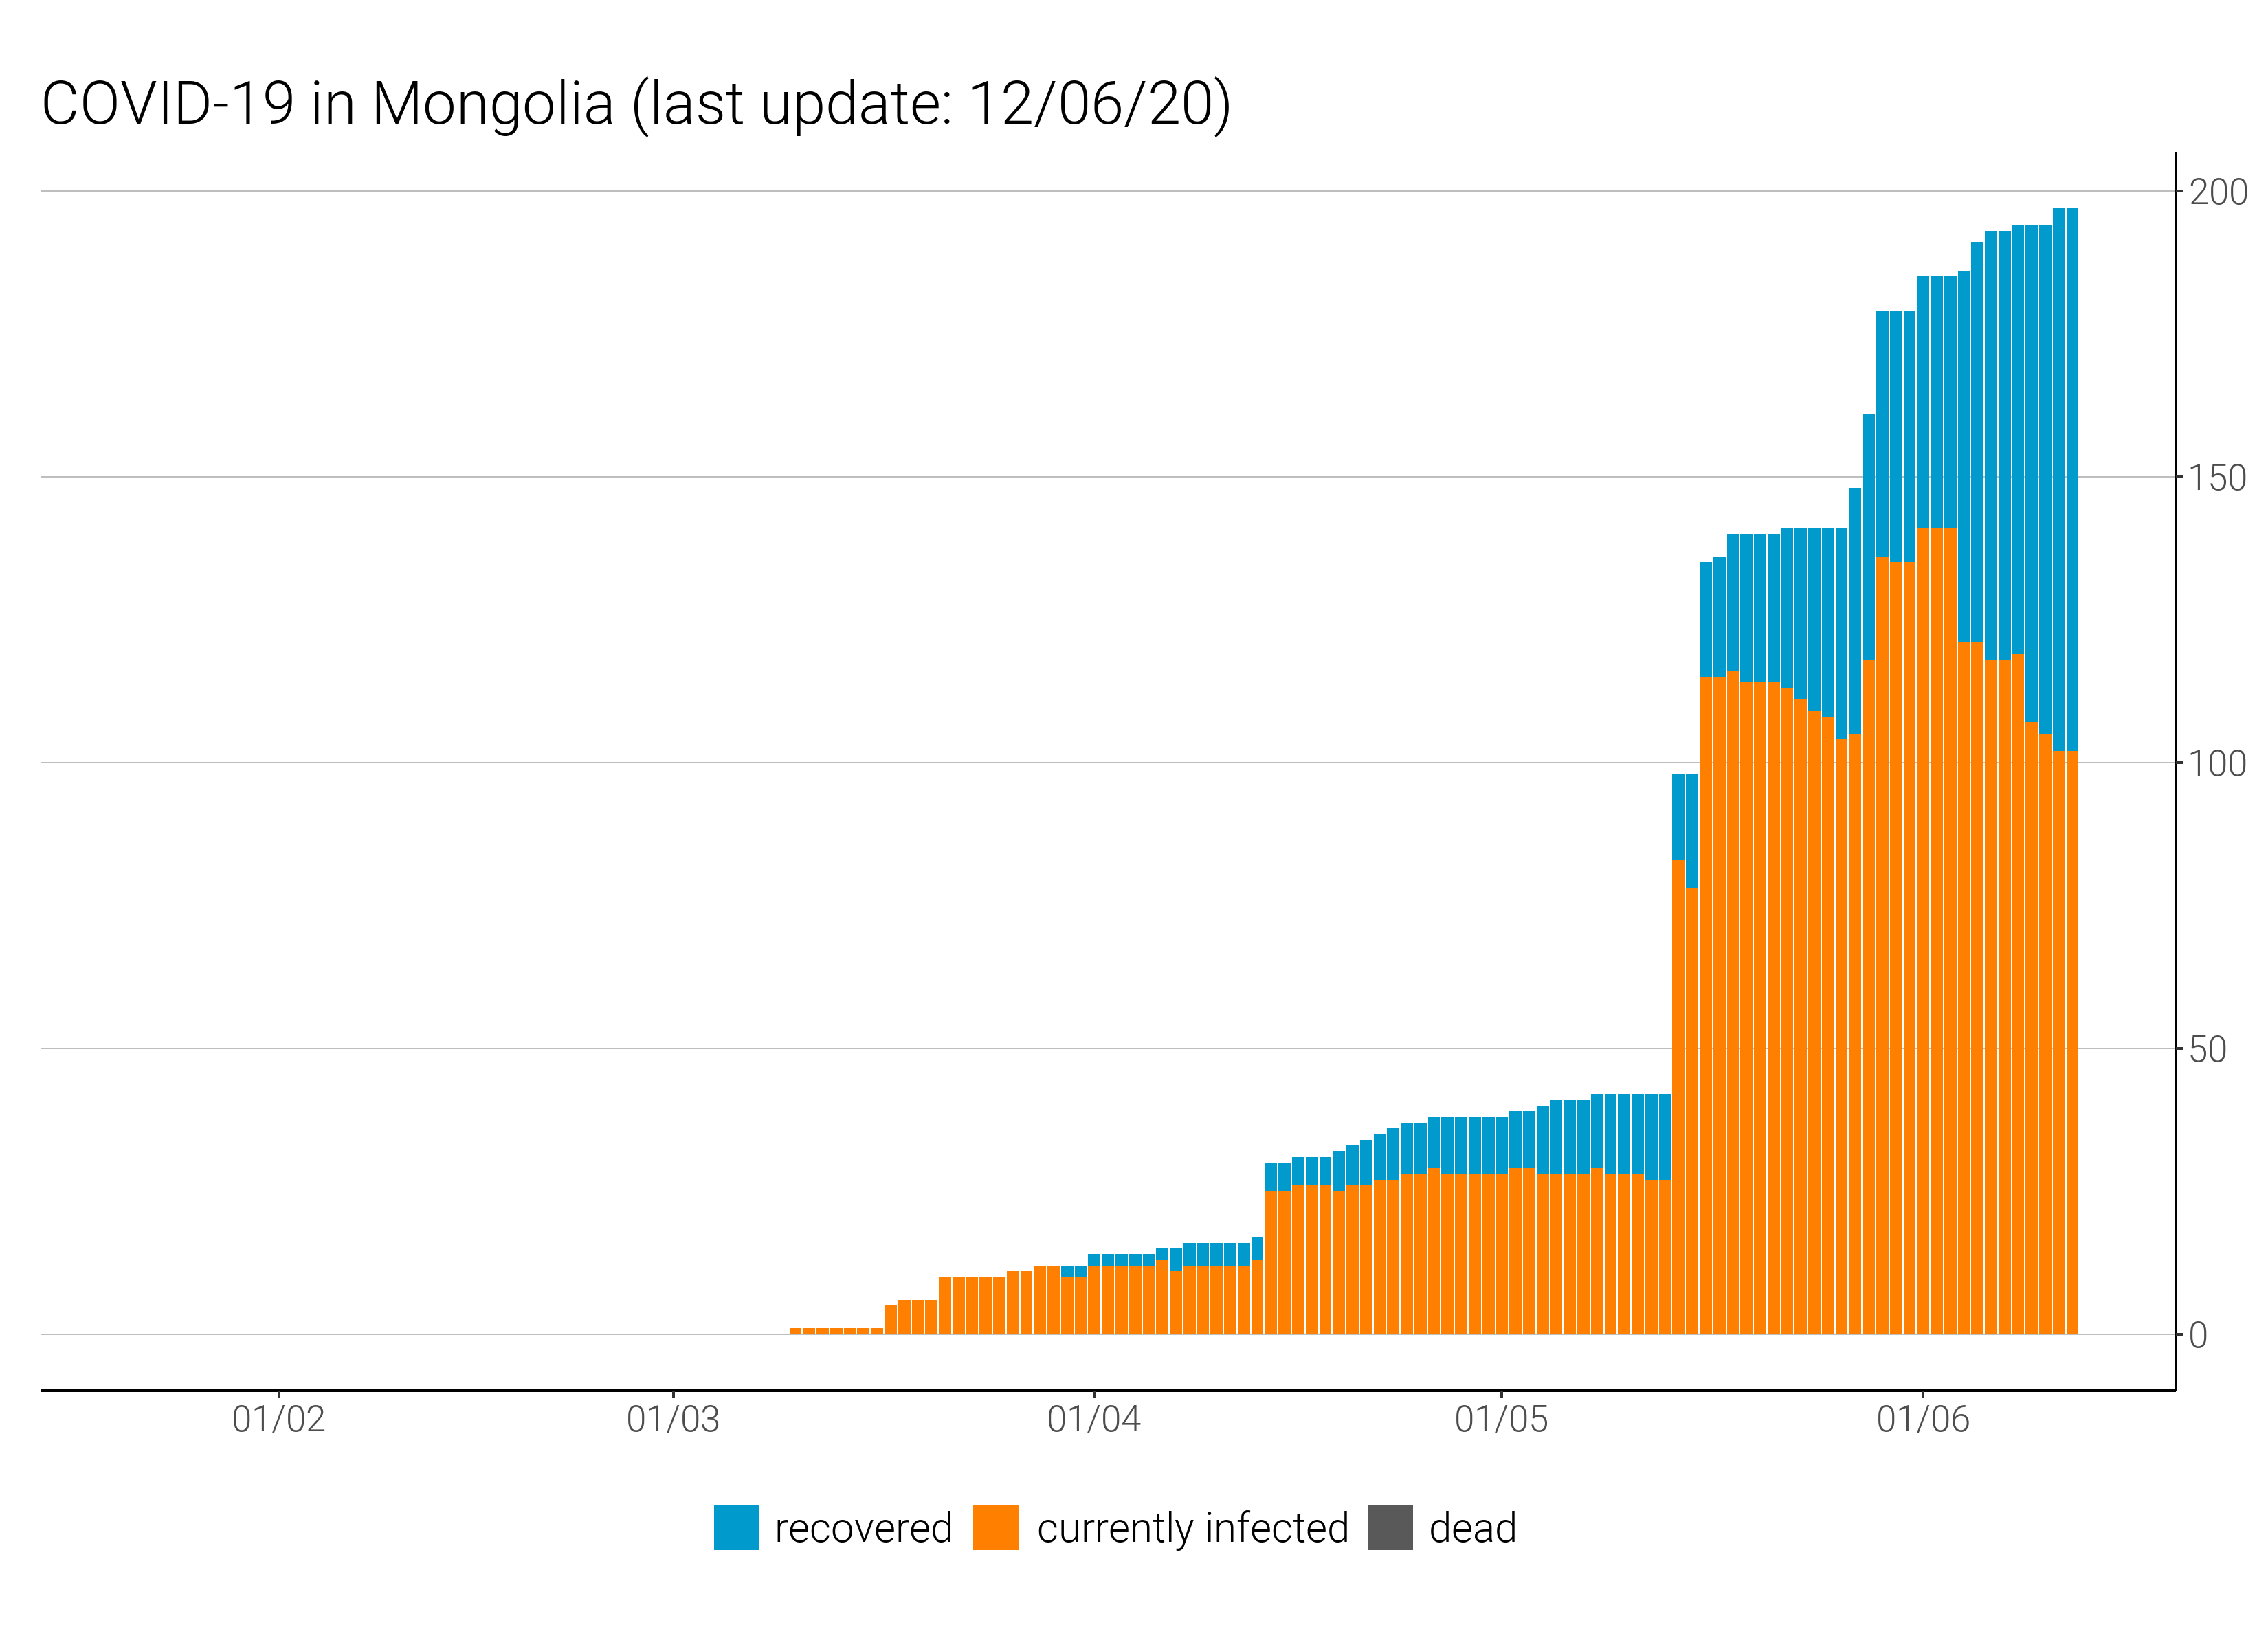 COVID-19 in Mongolia (last update: 12/06/20)
200
150
100
50
0
01/02 01/03 01/04 01/05 01/06
recovered currently infected dead